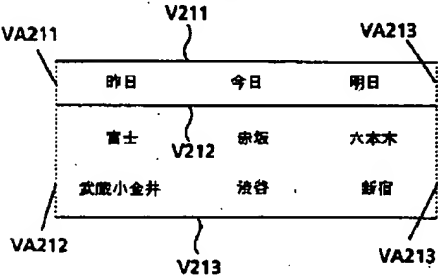 V211
VA211 VA213
昨日 今日 明日
富士 赤坂 六本木
V212
武蔵小金井 渋谷 新宿
VA212 VA213
V213